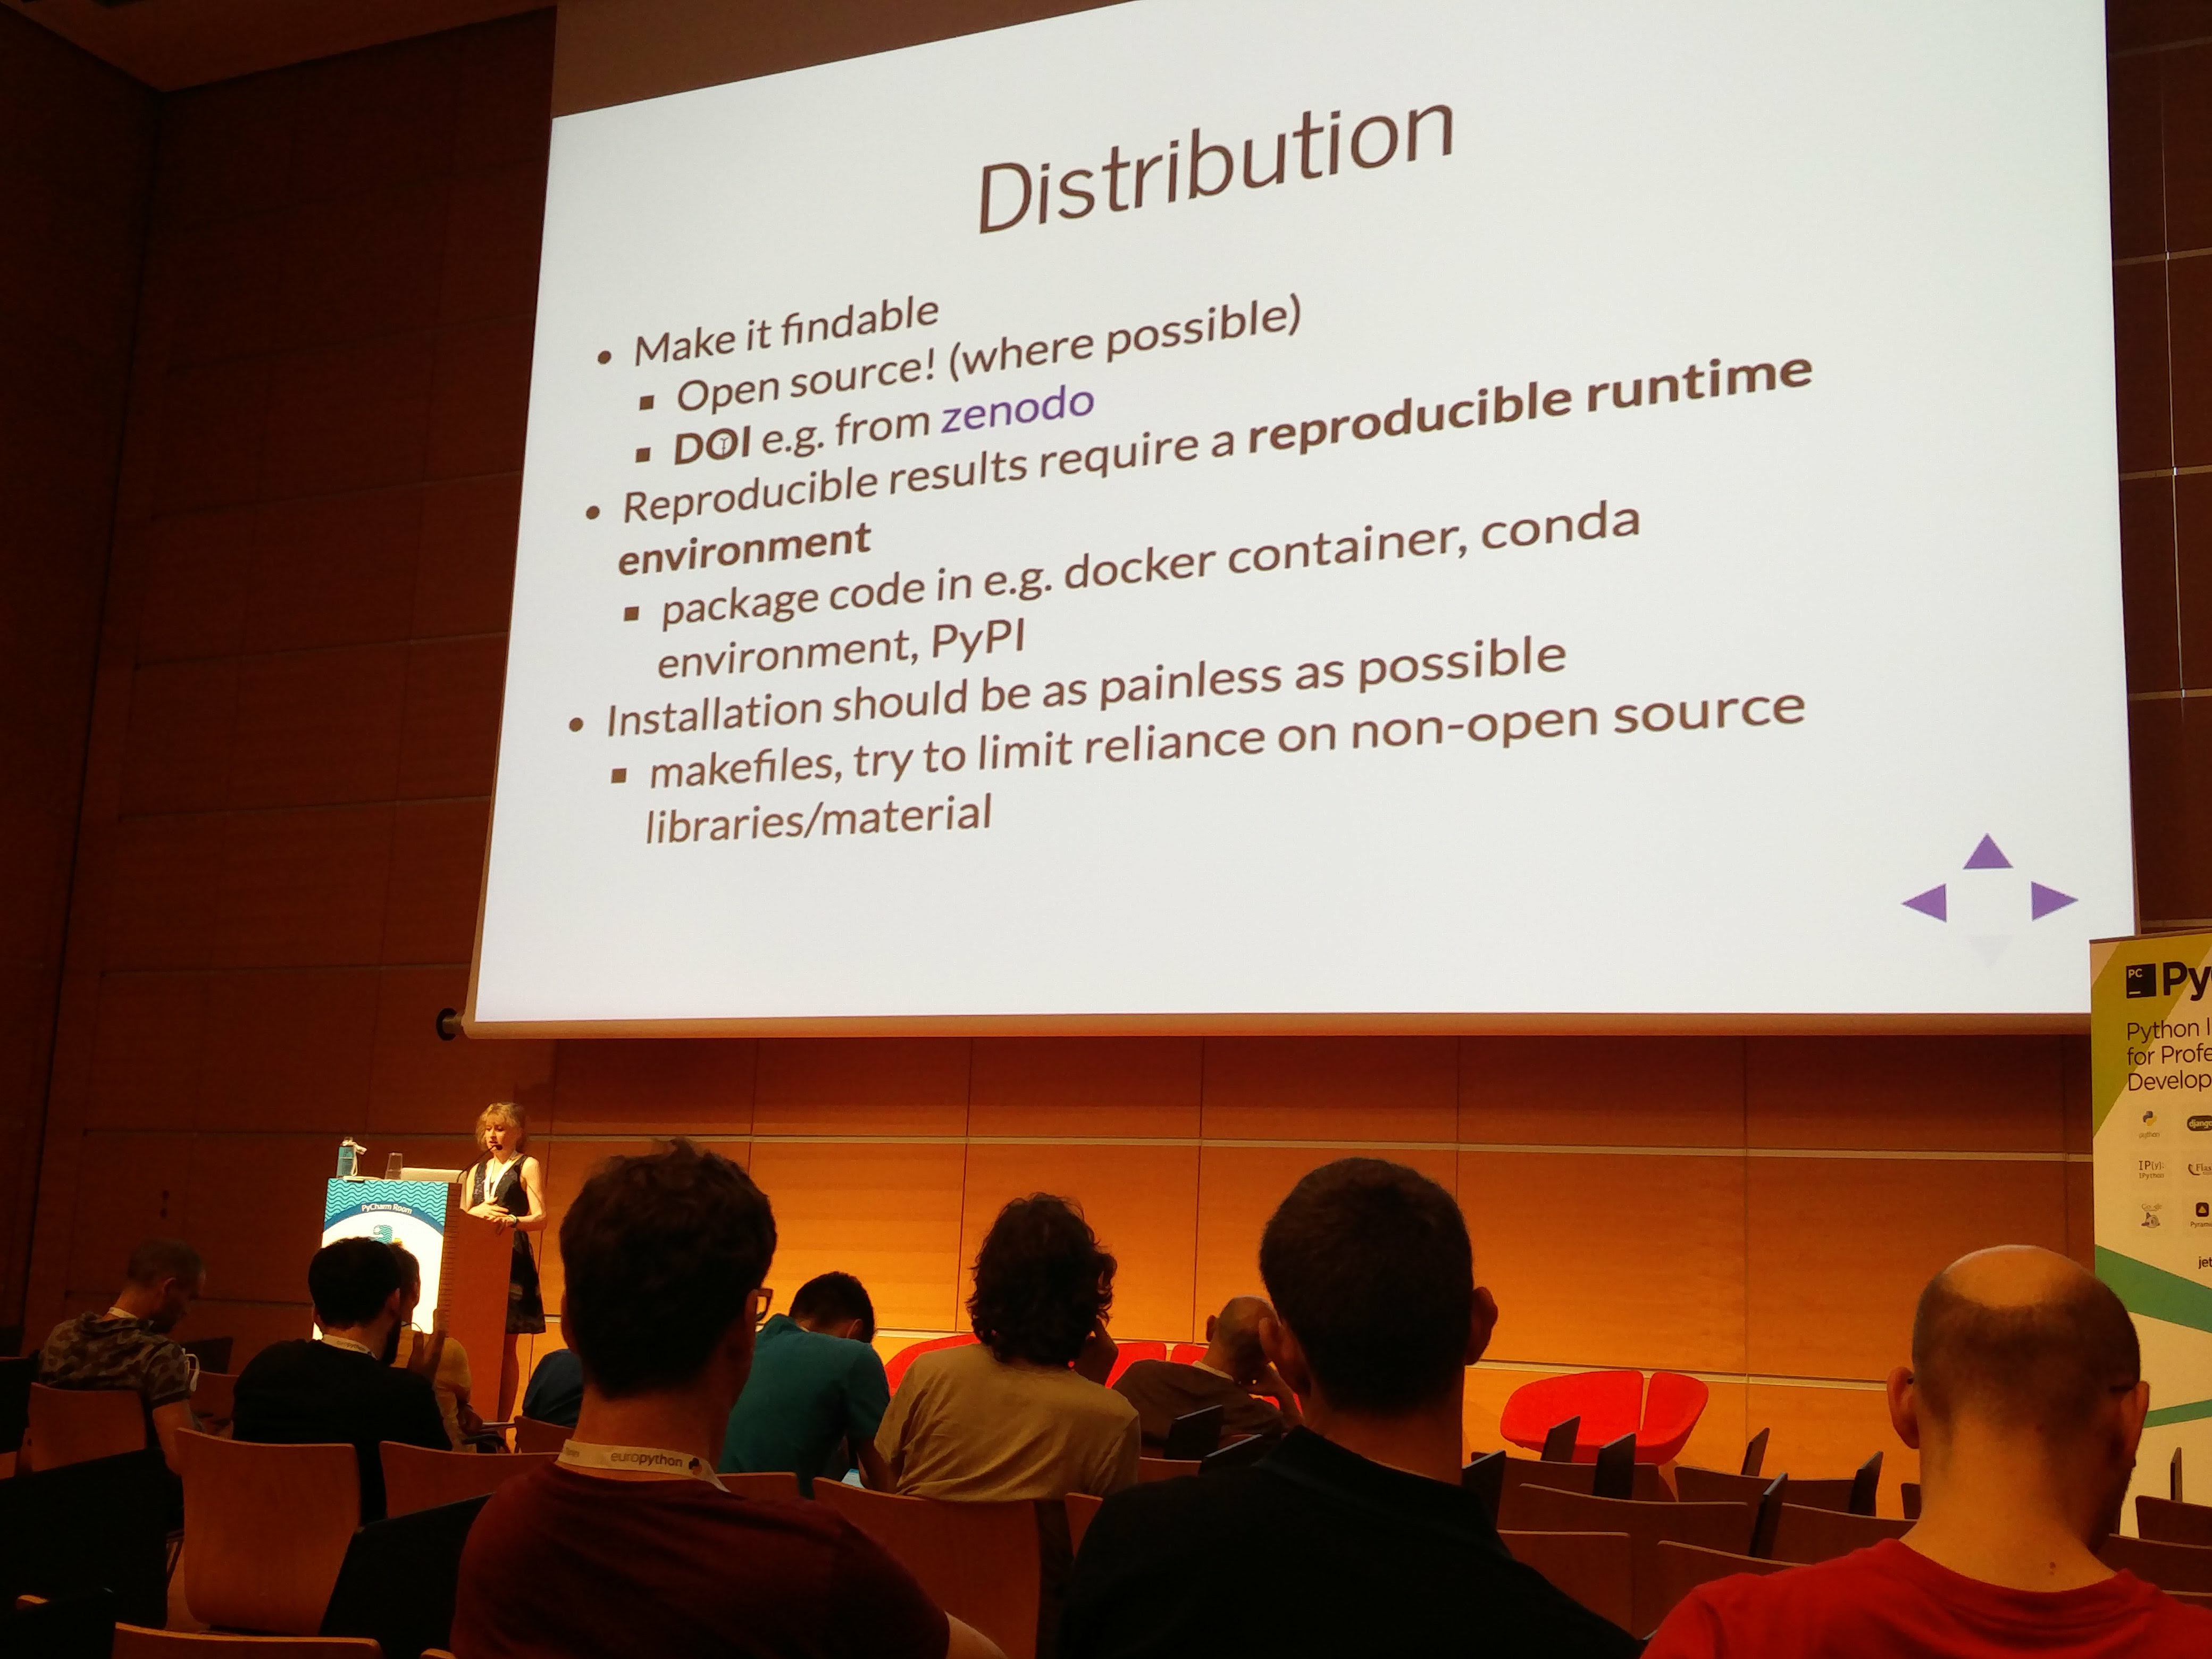 Distribution
Make it findable
Open source! (where possible)
DOI e.g. from zenodo
Reproducible results require a reproducible runtime
environment
package code in e.g. docker container, conda
environment, PyPI
Installation should be as painless as possible
makefiles, try to limit reliance on non-open source
libraries/material
PC
Py
Python I
for Profe
Develop
python
django
IP[y]:
IPython
Flas
Google
Pyrami
jet
PyCharm Room
europython
europython